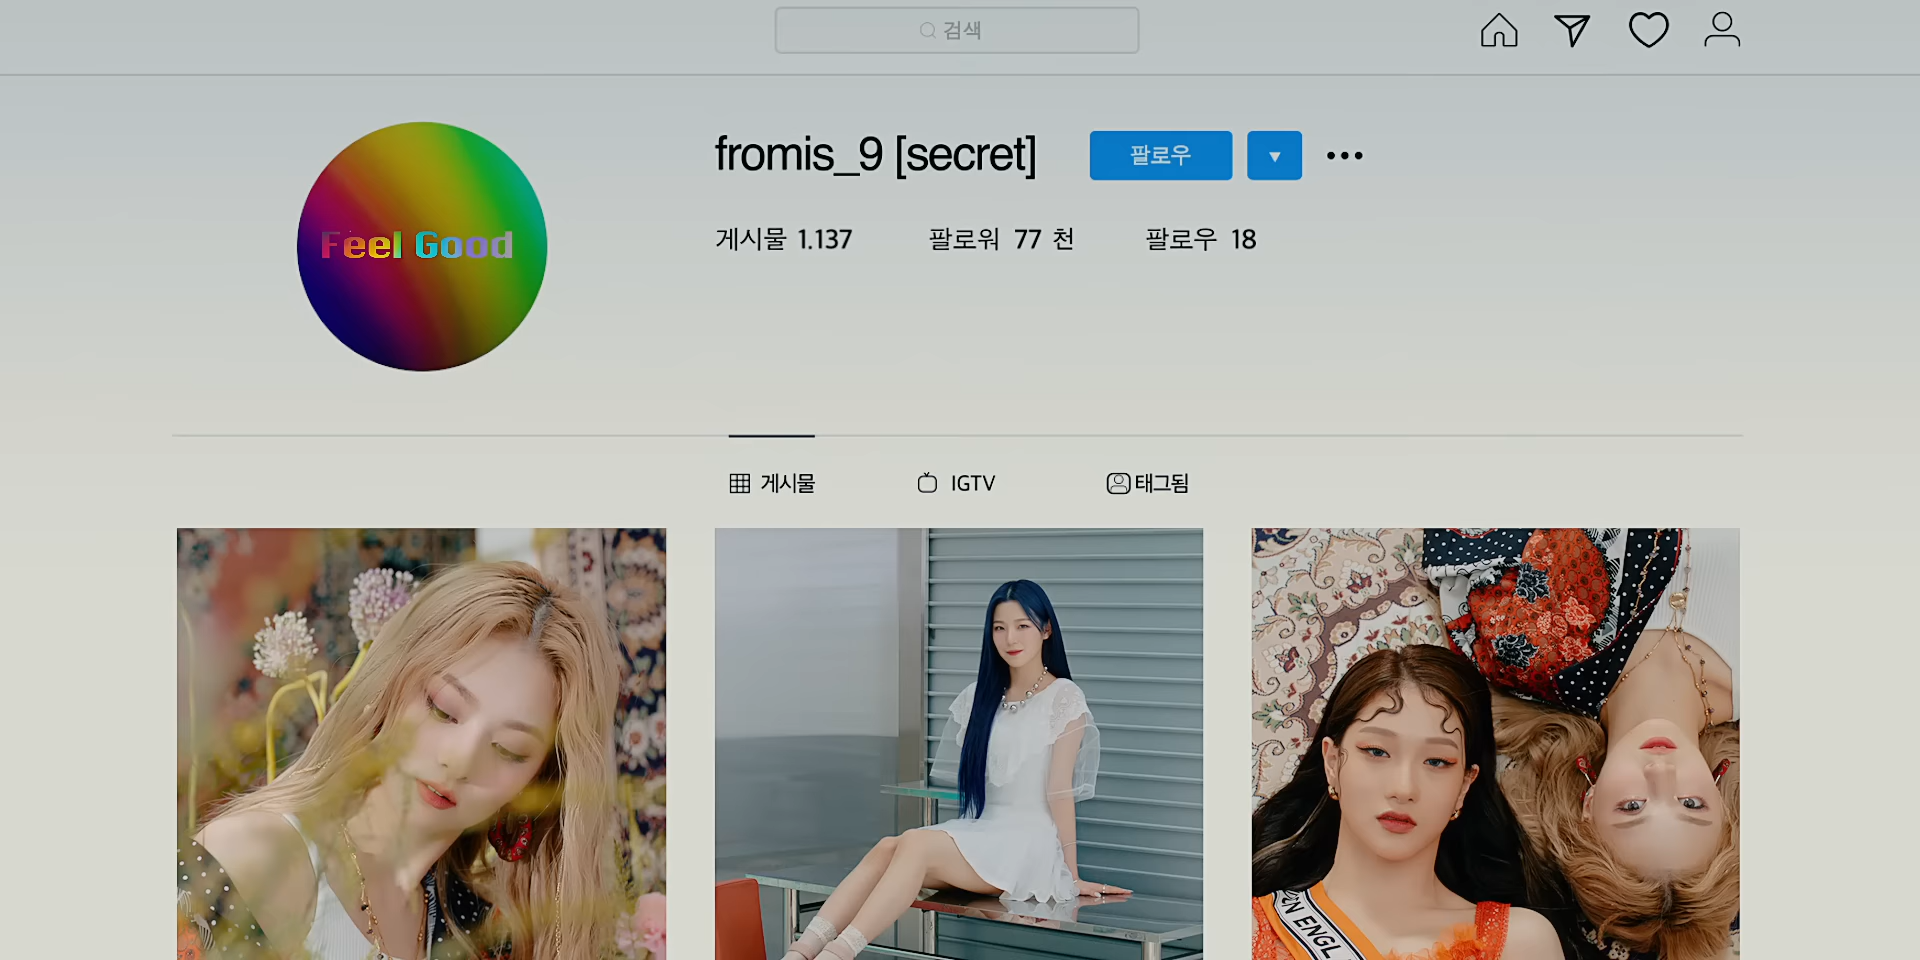 검색
fromis_9 [secret]
팔로우
Feel Good
게시물 1.137 팔로워 77 천 팔로우 18
게시물 IGTV 태그됨
ENGL